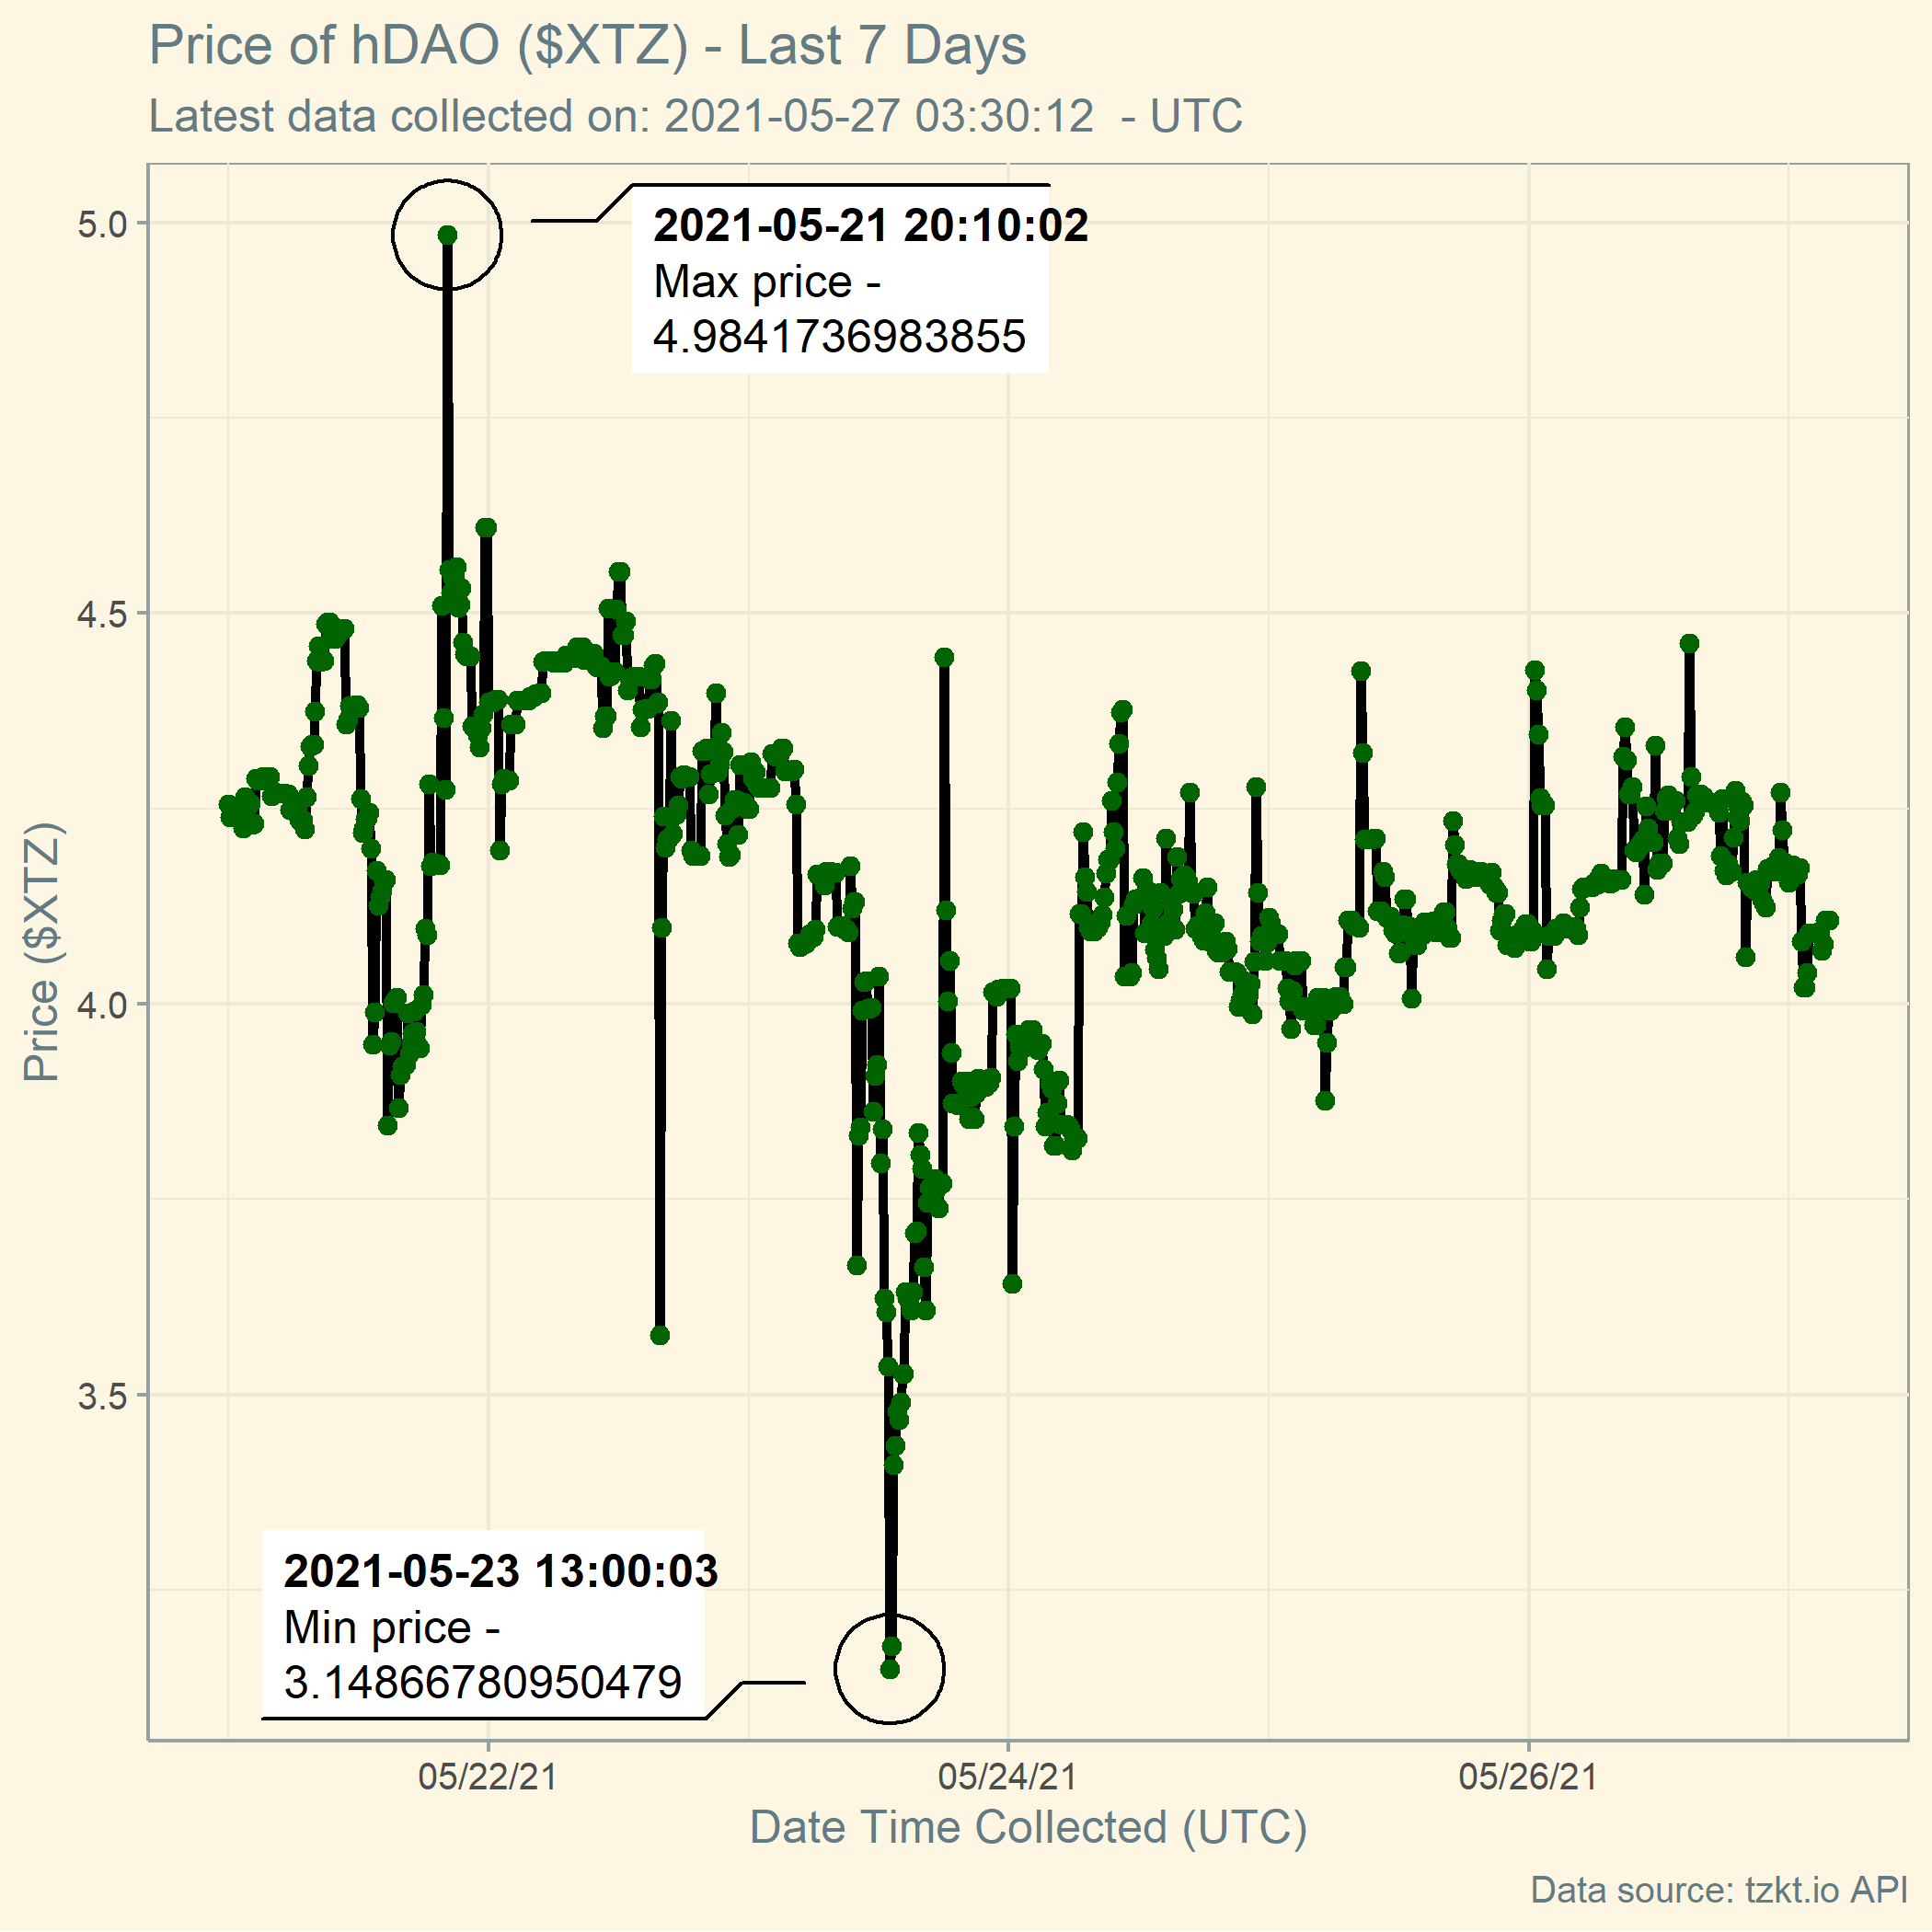 Price of hDAO ($XTZ) - Last 7 Days
Latest data collected on: 2021-05-27 03:30:12  - UTC
2021-05-21 20:10:02
Max price -
4.9841736983855
5.0
4.5
4.0
3.5
Price ($XTZ)
2021-05-23 13:00:03
Min price -
3.14866780950479
05/22/21
05/24/21
05/26/21
Date Time Collected (UTC)
Data source: tzkt.io API